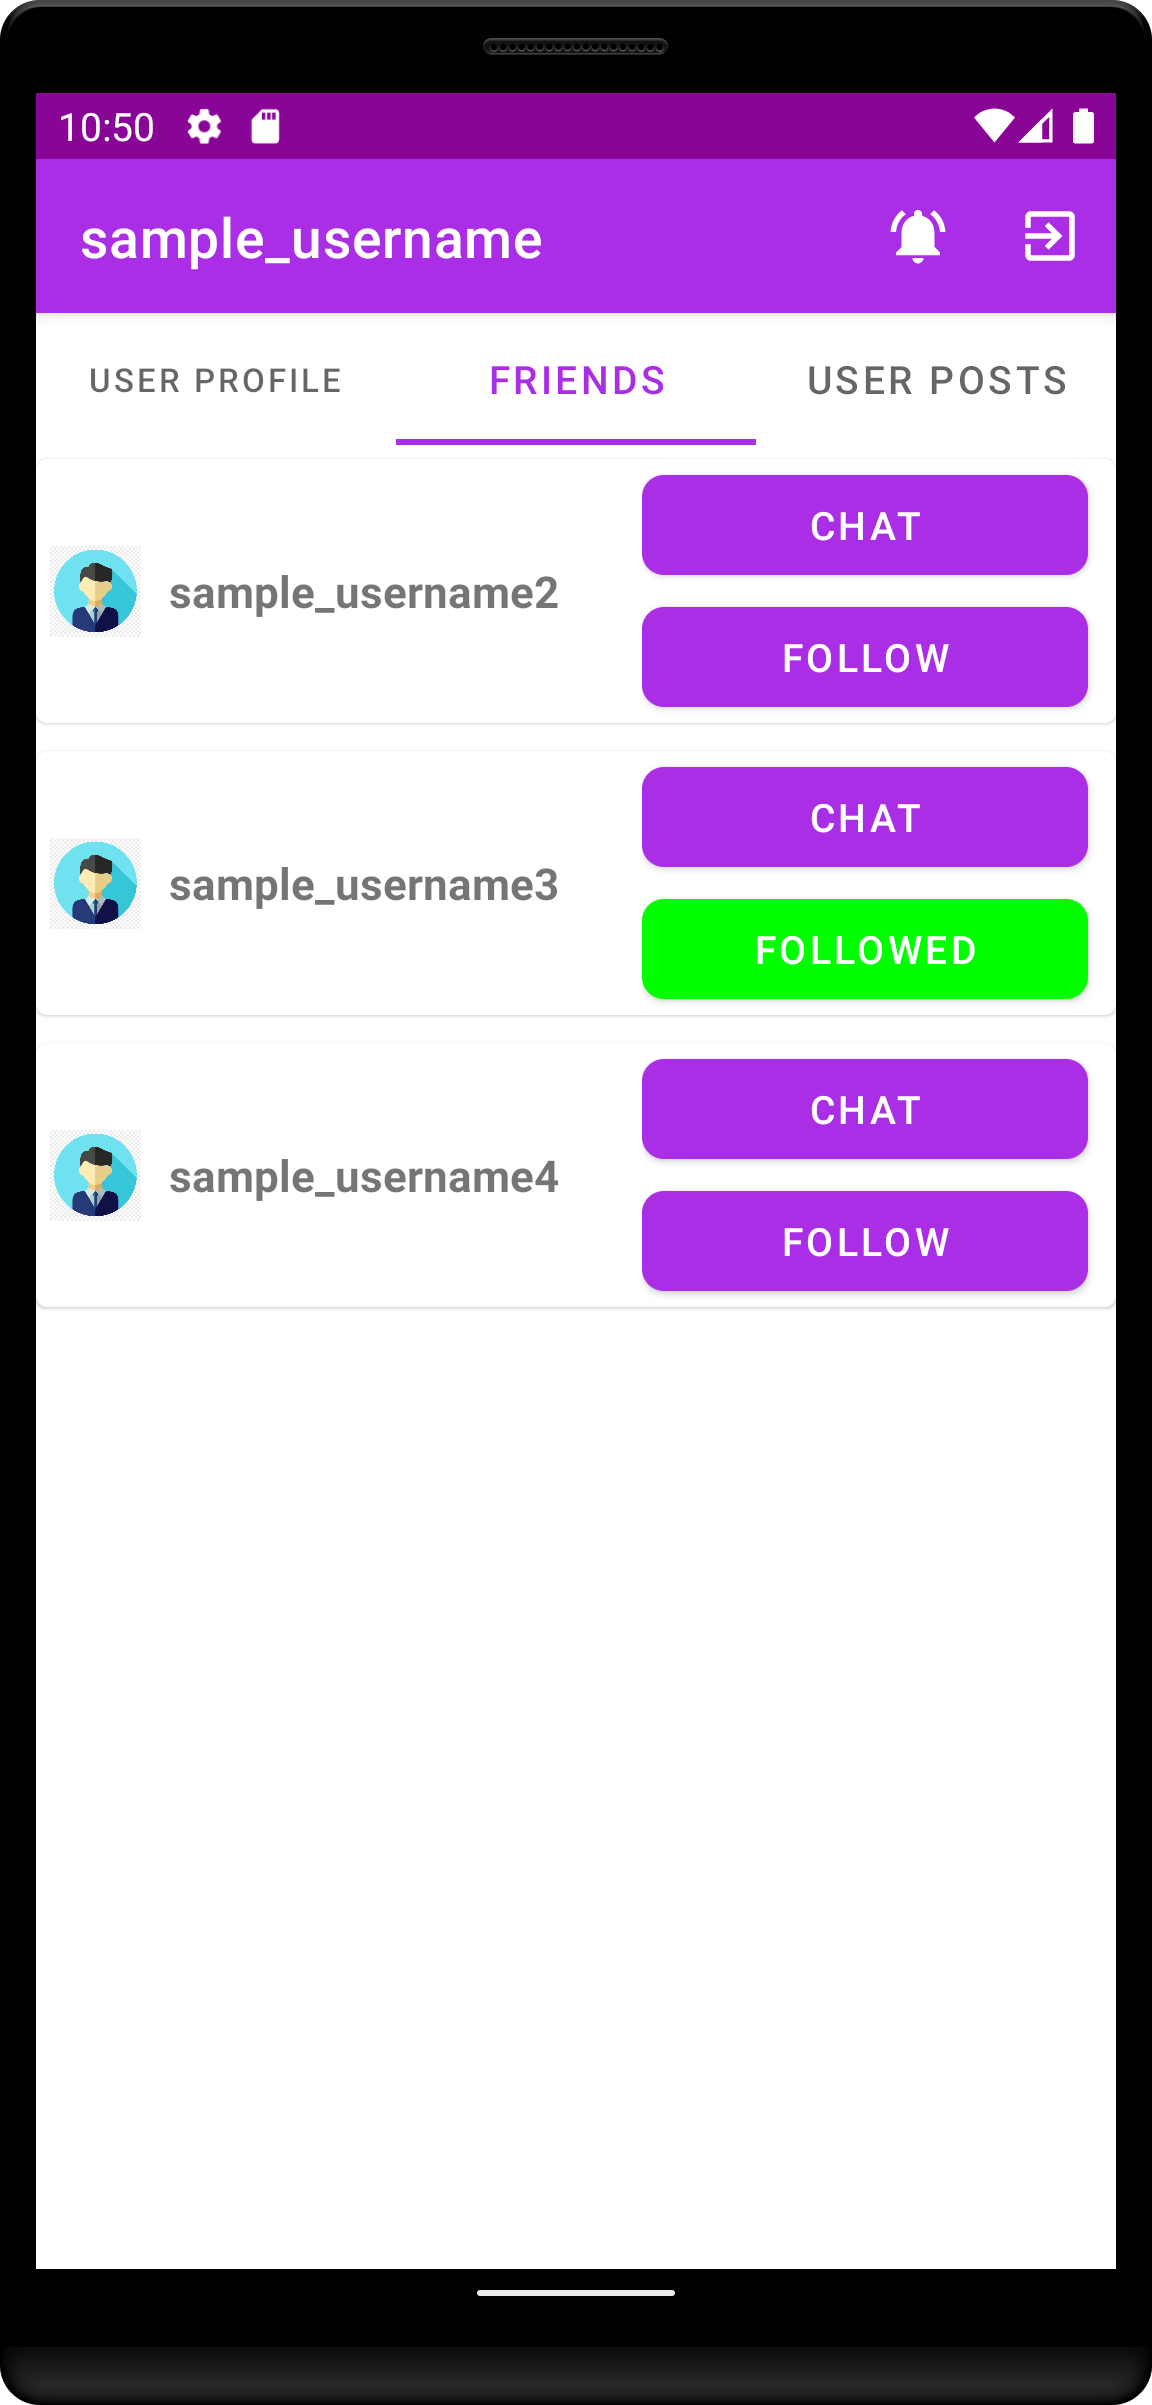 10:50
sample_username
USER PROFILE FRIENDS USER POSTS
CHAT
sample_username2
FOLLOW
CHAT
sample_username3
FOLLOWED
CHAT
sample_username4
FOLLOW